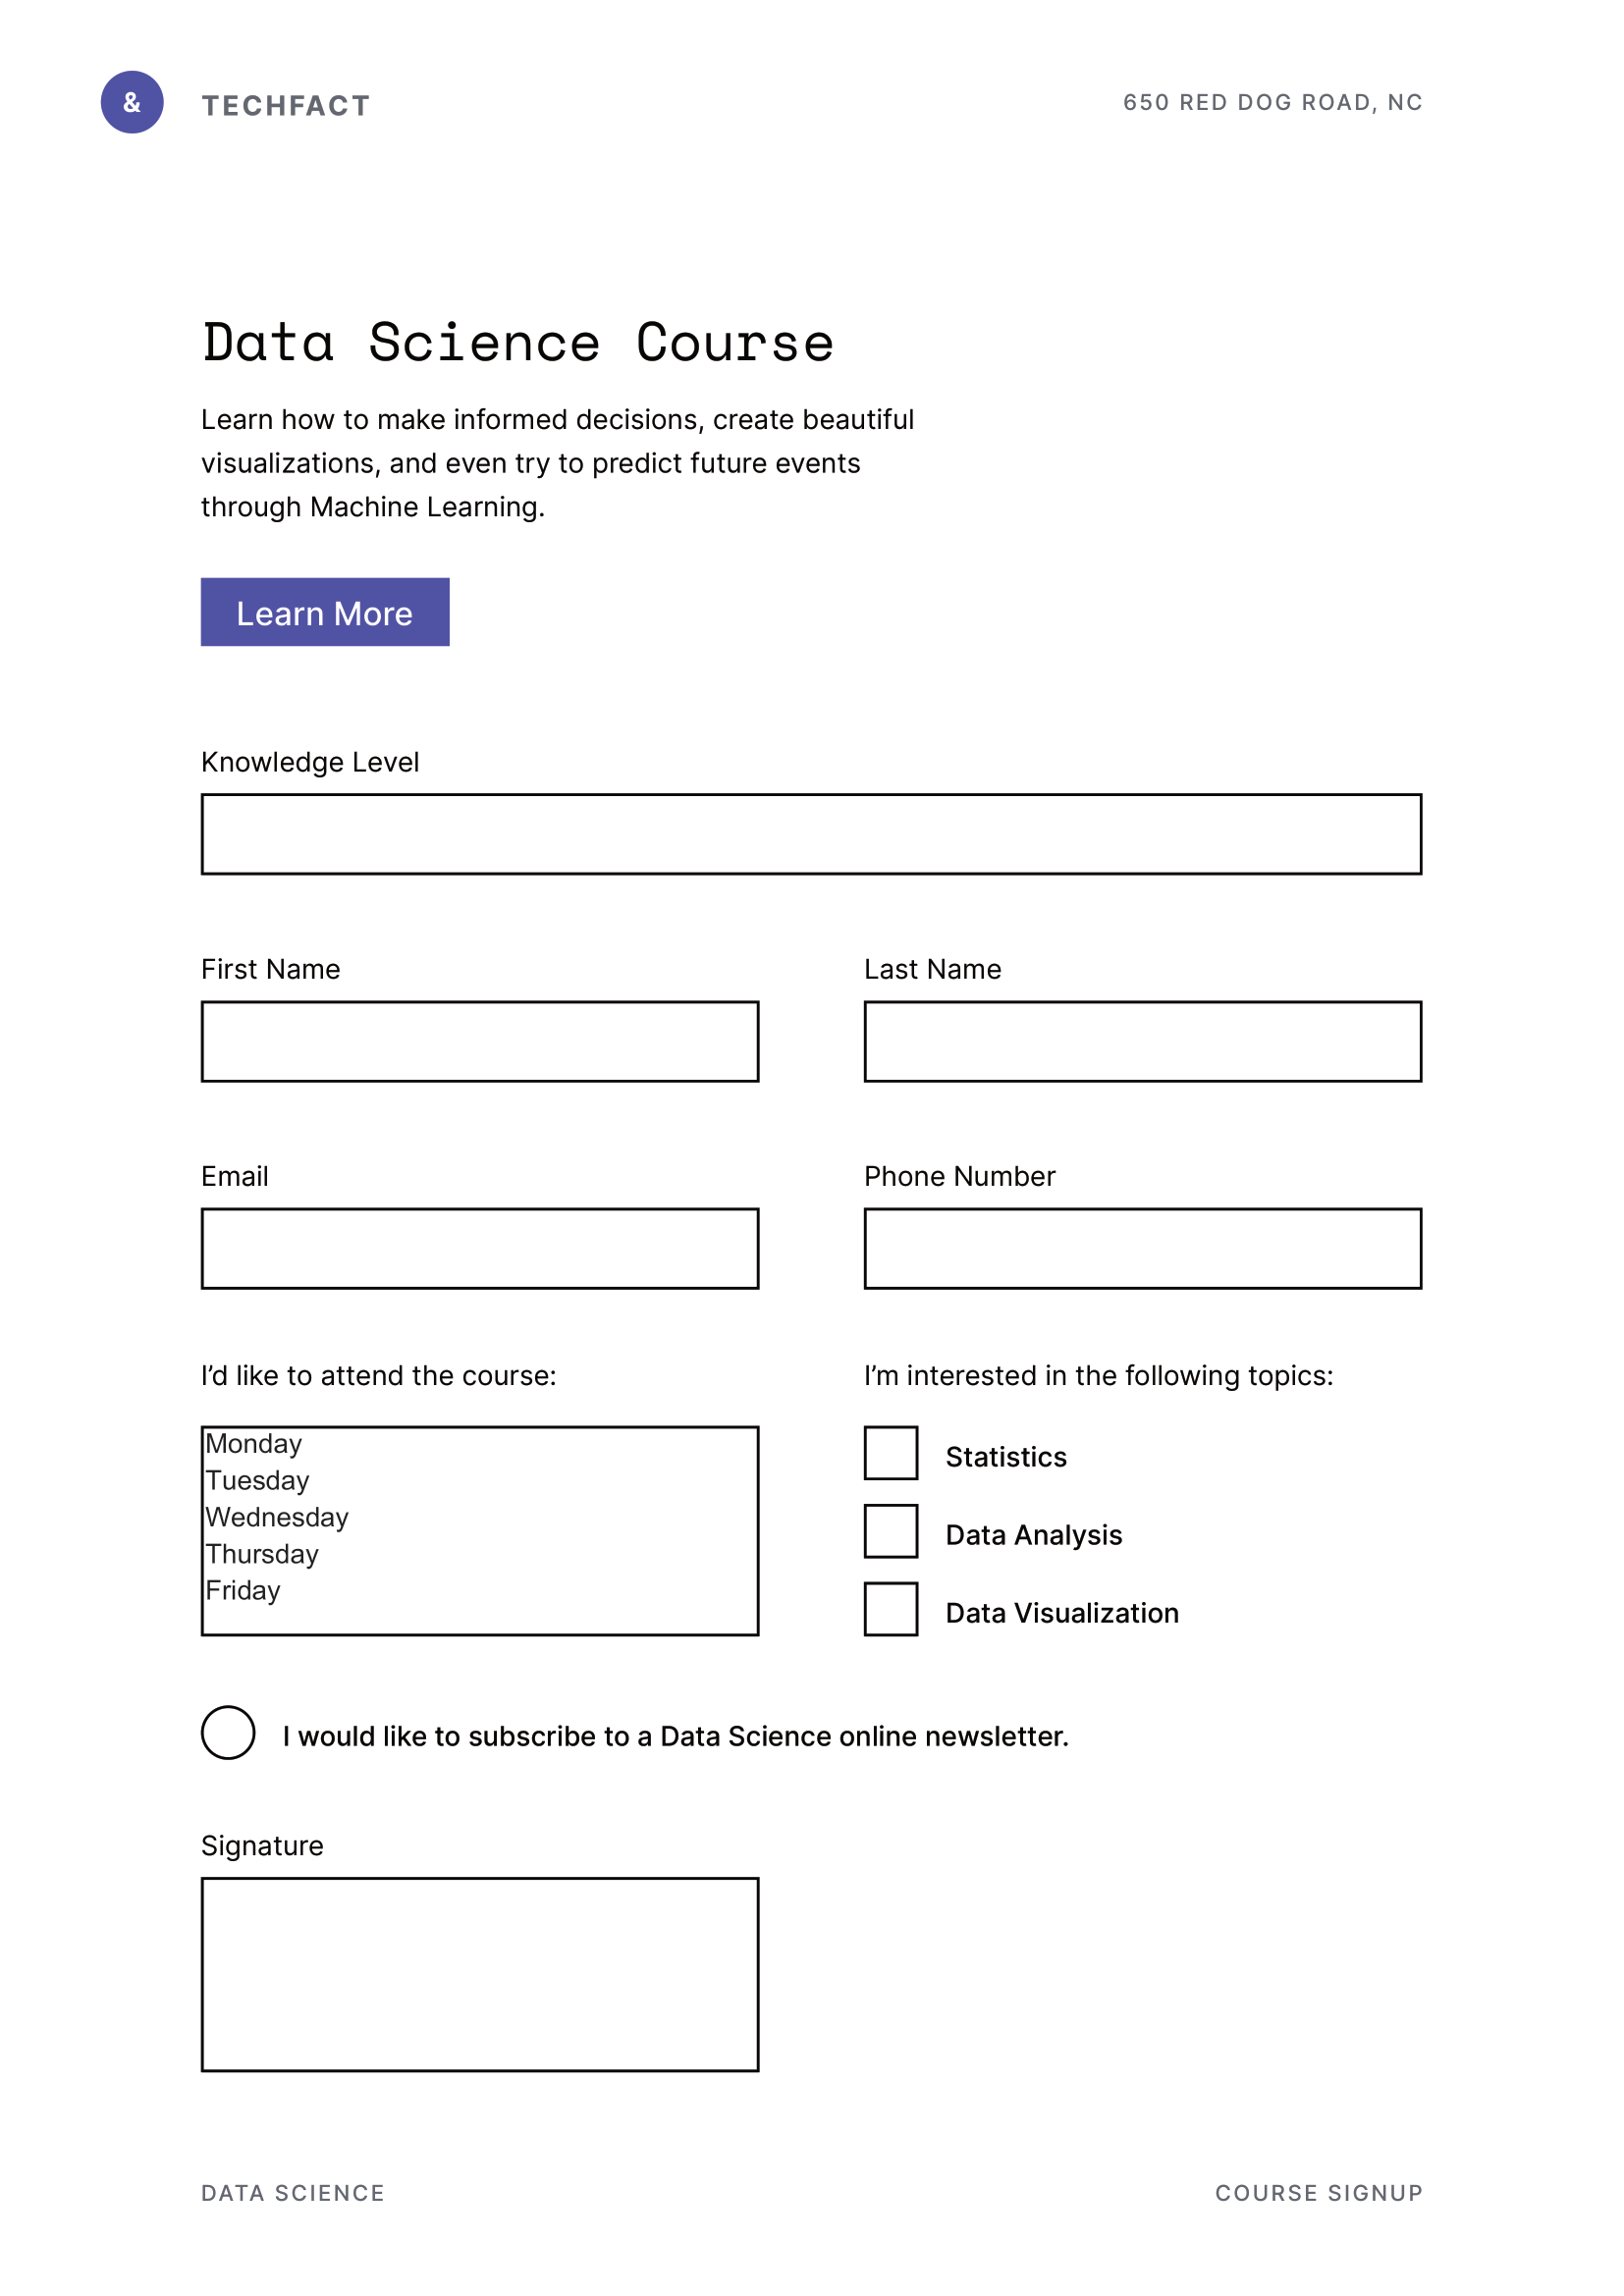 &
TECHFACT
650 RED DOG ROAD, NC
Data Science Course
Learn how to make informed decisions, create beautiful
visualizations, and even try to predict future events
through Machine Learning.
Learn More
Knowledge Level
First Name
Last Name
Email
Phone Number
I’d like to attend the course:
Monday
Tuesday
Wednesday
Thursday
Friday
I’m interested in the following topics:
Statistics
Data Analysis
Data Visualization
I would like to subscribe to a Data Science online newsletter.
Signature
DATA SCIENCE
COURSE SIGNUP